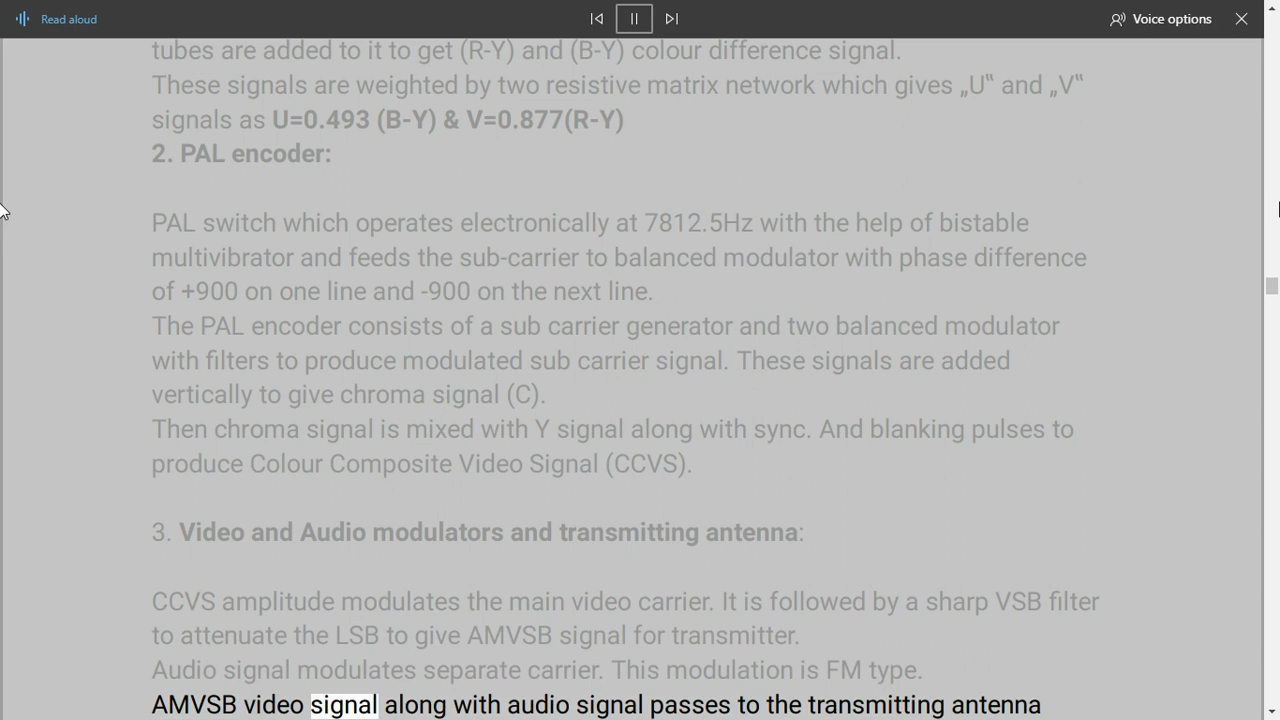 Read aloud
Voice options
tubes are added to it to get (R-Y) and (B-Y) colour difference signal.
These signals are weighted by two resistive matrix network which gives „U‟ and „V‟
signals as U=0.493 (B-Y) & V=0.877(R-Y)
2. PAL encoder:
PAL switch which operates electronically at 7812.5Hz with the help of bistable
multivibrator and feeds the sub-carrier to balanced modulator with phase difference
of +900 on one line and -900 on the next line.
The PAL encoder consists of a sub carrier generator and two balanced modulator
with filters to produce modulated sub carrier signal. These signals are added
vertically to give chroma signal (C).
Then chroma signal is mixed with Y signal along with sync. And blanking pulses to
produce Colour Composite Video Signal (CCVS).
3. Video and Audio modulators and transmitting antenna:
CCVS amplitude modulates the main video carrier. It is followed by a sharp VSB filter
to attenuate the LSB to give AMVSB signal for transmitter.
Audio signal modulates separate carrier. This modulation is FM type.
AMVSB video signal along with audio signal passes to the transmitting antenna